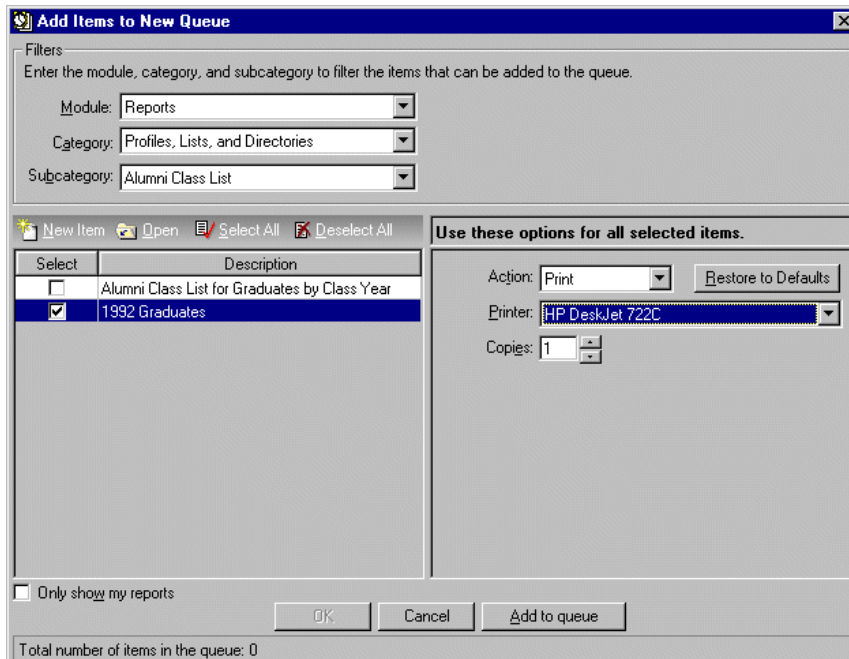 Add Items to New Queue
Filters
Enter the module, category, and subcategory to filter the items that can be added to the queue.
Module: Reports
Category: Profiles, Lists, and Directories
Subcategory: Alumni Class List
New Item Open Select All Deselect All
Use these options for all selected items.
Select Description
Alumni Class List for Graduates by Class Year
1992 Graduates
Action: Print Restore to Defaults
Printer: HP DeskJet 722C
Copies: 1
Only show my reports
OK Cancel Add to queue
Total number of items in the queue: 0